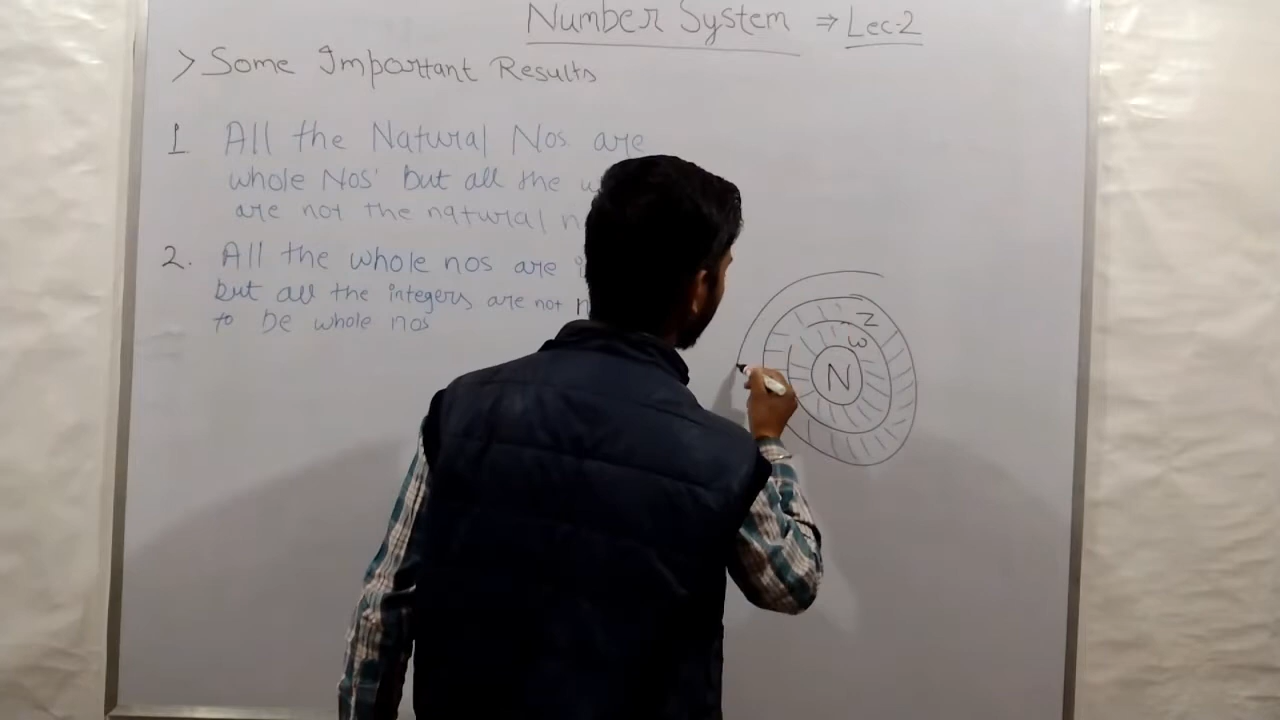 Number System ⇒ Lec-2
> Some Important Results
1 All the Natural Nos. are
whole Nos' but all the
are not the natural
2. All the whole nos are
but all the integers are not
to be whole nos
Z
W
N